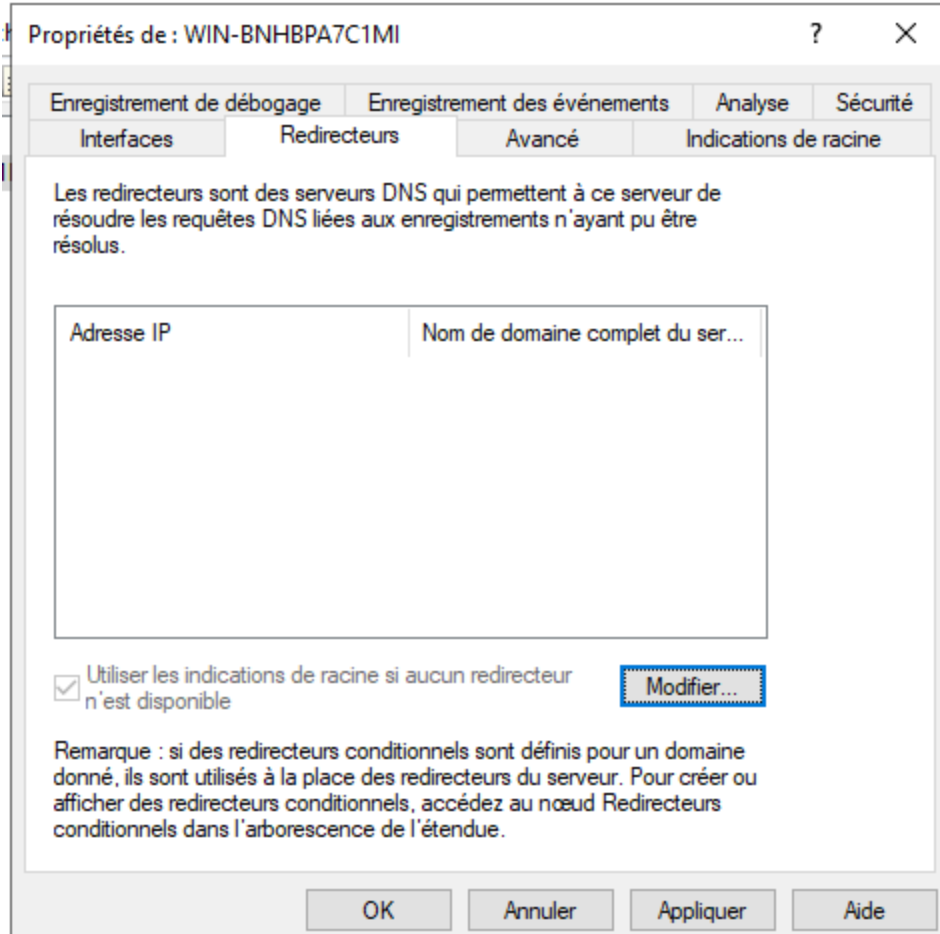 Propriétés de : WIN-BNHBPA7C1MI ? ×
Enregistrement de débogage Enregistrement des événements Analyse Sécurité
Interfaces Redirecteurs Avancé Indications de racine
Les redirecteurs sont des serveurs DNS qui permettent à ce serveur de
résoudre les requêtes DNS liées aux enregistrements n'ayant pu être
résolus.
Adresse IP Nom de domaine complet du ser...
Utiliser les indications de racine si aucun redirecteur
n'est disponible
Modifier...
Remarque : si des redirecteurs conditionnels sont définis pour un domaine
donné, ils sont utilisés à la place des redirecteurs du serveur. Pour créer ou
afficher des redirecteurs conditionnels, accédez au nœud Redirecteurs
conditionnels dans l'arborescence de l'étendue.
OK Annuler Appliquer Aide